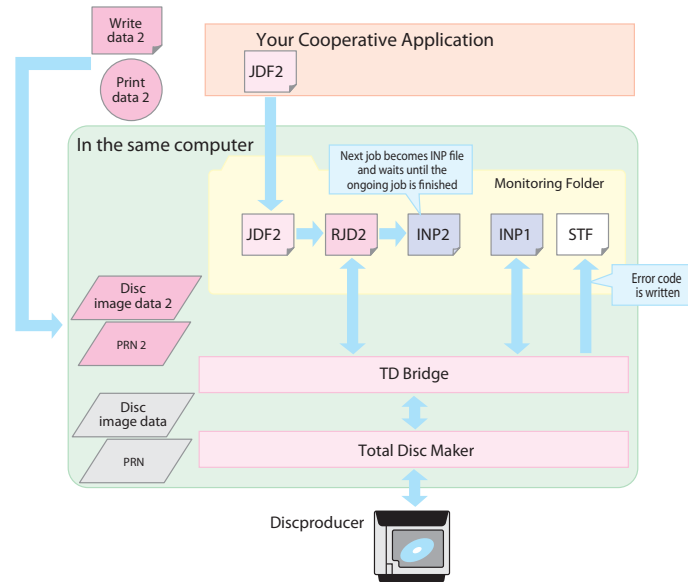 Write
data 2
Your Cooperative Application
JDF2
Print
data 2
In the same computer
Next job becomes INP file
and waits until the
ongoing job is finished
Monitoring Folder
JDF2
RJD2
INP2
INP1
STF
Error code
is written
Disc
image data 2
PRN 2
TD Bridge
Disc
image data
PRN
Total Disc Maker
Discproducer